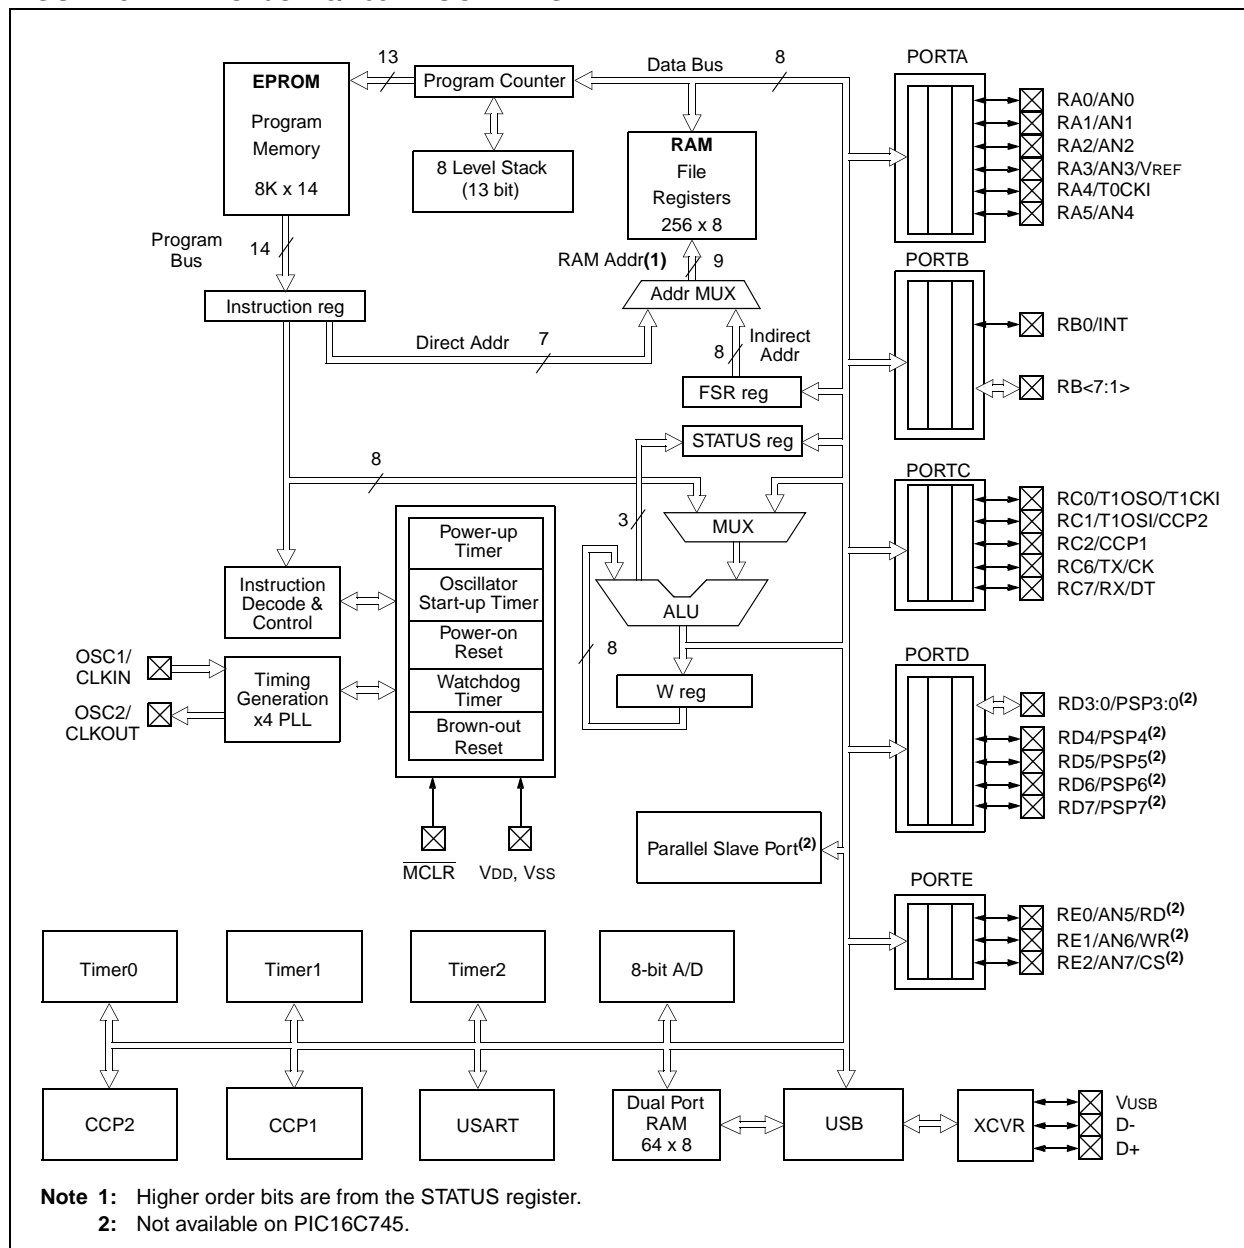 13
Data Bus
8
PORTA
EPROM
Program
Memory
8K x 14
Program Counter
8 Level Stack
(13 bit)
RAM
File
Registers
256 x 8
RA0/AN0
RA1/AN1
RA2/AN2
RA3/AN3/VREF
RA4/T0CKI
RA5/AN4
Program
Bus
14
RAM Addr(1)
9
PORTB
Instruction reg
Addr MUX
RB0/INT
Direct Addr
7
8
Indirect
Addr
RB<7:1>
FSR reg
STATUS reg
8
3
PORTC
RC0/T1OSO/T1CKI
RC1/T1OSI/CCP2
RC2/CCP1
RC6/TX/CK
RC7/RX/DT
MUX
Power-up
Timer
Oscillator
Start-up Timer
Power-on
Reset
Watchdog
Timer
Brown-out
Reset
Instruction
Decode &
Control
ALU
8
W reg
OSC1/
CLKIN
OSC2/
CLKOUT
Timing
Generation
x4 PLL
PORTD
RD3:0/PSP3:0(2)
RD4/PSP4(2)
RD5/PSP5(2)
RD6/PSP6(2)
RD7/PSP7(2)
MCLR
VDD, VSS
Parallel Slave Port(2)
PORTE
RE0/AN5/RD(2)
RE1/AN6/WR(2)
RE2/AN7/CS(2)
Timer0
Timer1
Timer2
8-bit A/D
CCP2
CCP1
USART
Dual Port
RAM
64 x 8
USB
XCVR
VUSB
D-
D+
Note 1: Higher order bits are from the STATUS register.
2: Not available on PIC16C745.